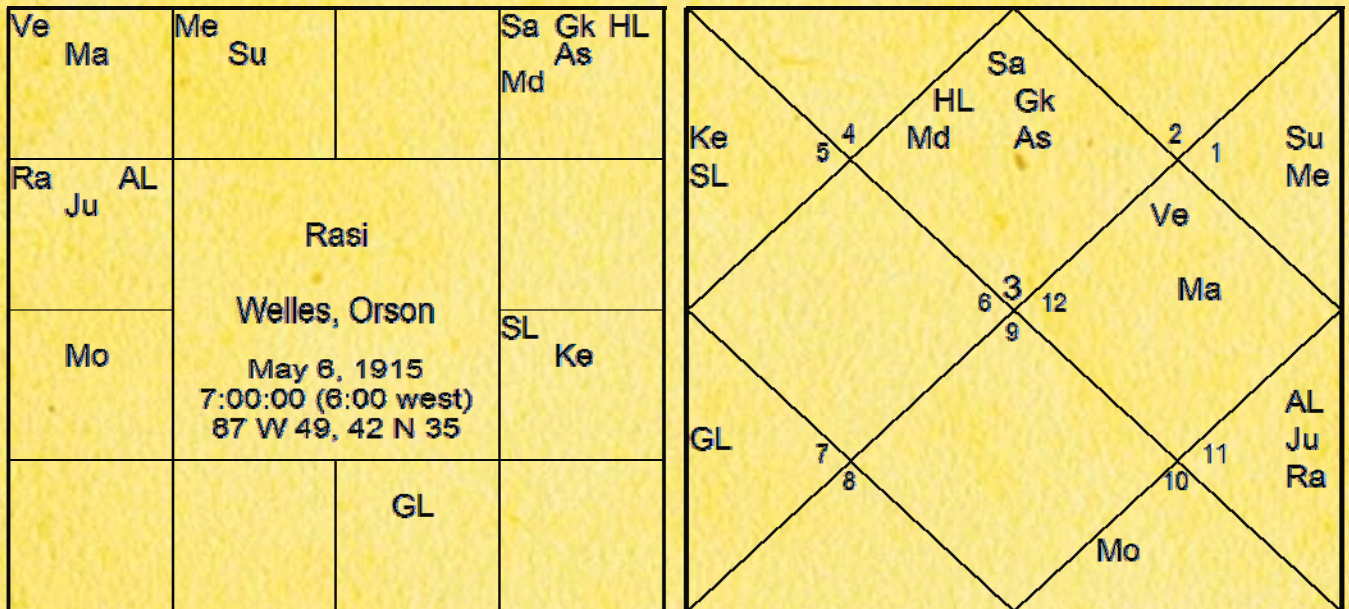 Ve
Ma
Me
Su
Sa Gk HL
As
Md
Ra AL
Ju
Rasi
Welles, Orson
May 6, 1915
7:00:00 (6:00 west)
87 W 49, 42 N 35
Mo
SL
Ke
GL
Sa
HL Gk
Md As
Ke
SL
4
5
2
1
Su
Me
Ve
Ma
3
6 12
9
GL
7
8
11
10
AL
Ju
Ra
Mo